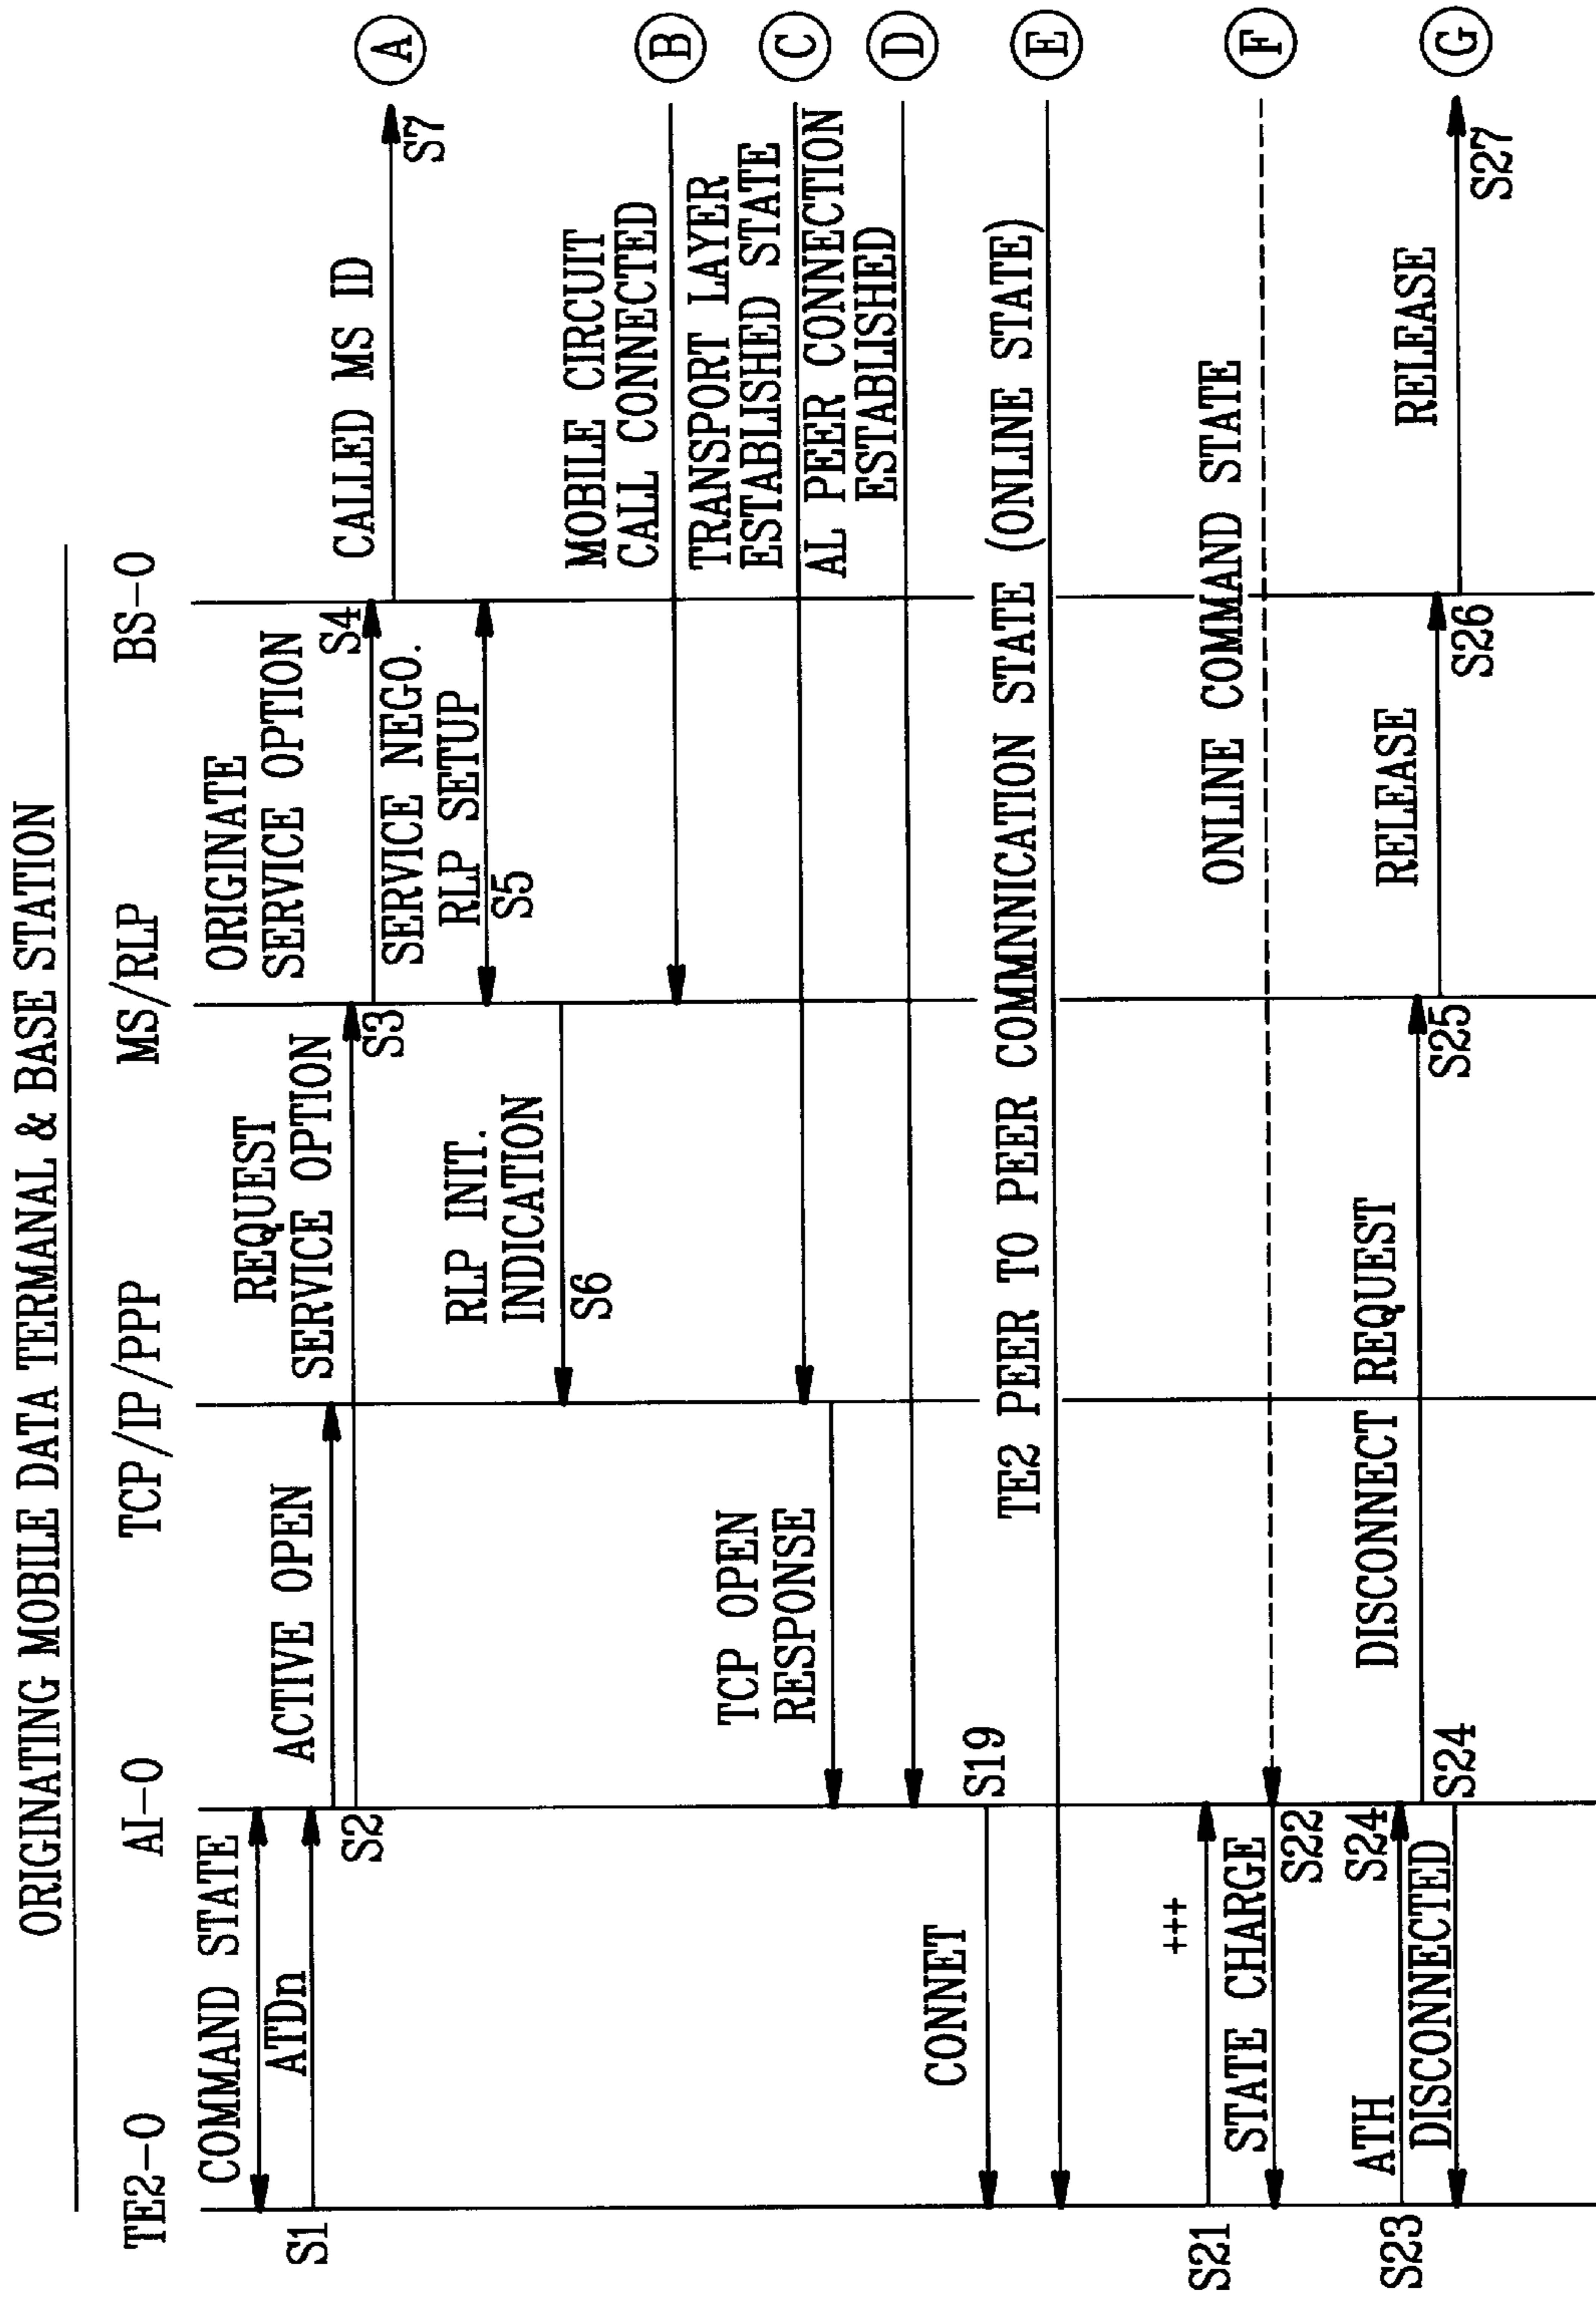 ORIGINATING MOBILE DATA TERMANAL & BASE STATION
TE2-O
AI-O
TCP/IP/PPP
MS/RLP
BS-O
COMMAND STATE
ATDn
S1
ACTIVE OPEN
S2
REQUEST
SERVICE OPTION
S3
ORIGINATE
SERVICE OPTION
S4
CALLED MS ID
S7
A
SERVICE NEGO.
RLP SETUP
S5
RLP INIT.
INDICATION
S6
MOBILE CIRCUIT
CALL CONNECTED
B
TRANSPORT LAYER
ESTABLISHED STATE
C
TCP OPEN
RESPONSE
AL PEER CONNECTION
ESTABLISHED
D
CONNET
S19
TE2 PEER TO PEER COMMNICATION STATE (ONLINE STATE)
E
+++
S21
ONLINE COMMAND STATE
F
STATE CHARGE
S22
ATH
S23
S24
DISCONNECTED
DISCONNECT REQUEST
S24
S25
RELEASE
S26
RELEASE
S27
G